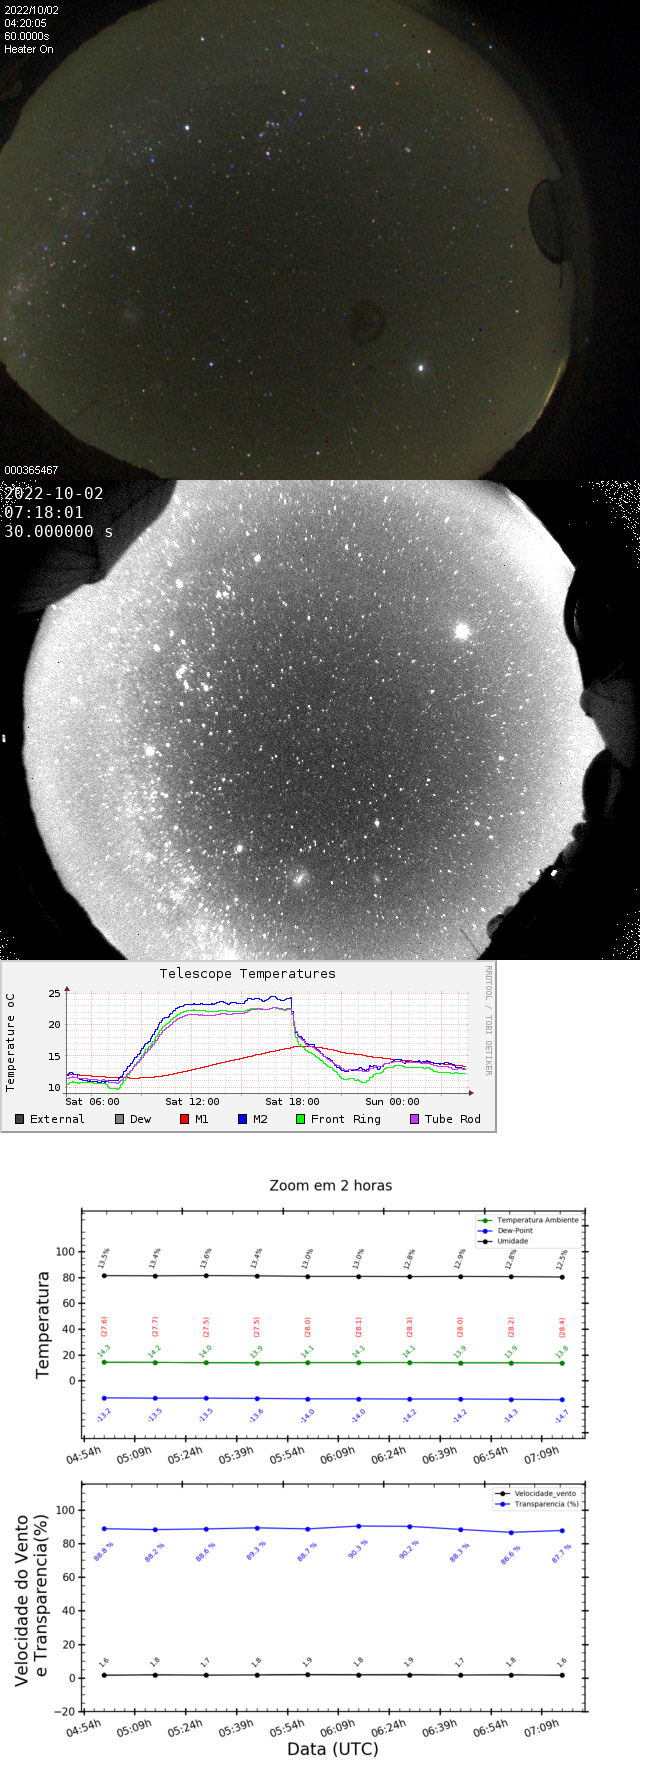 2022/10/02
04:20:05
60.0000s
Heater On
000365467
2022-10-02
07:18:01
30.000000 s
Telescope Temperatures
Temperature oC
25
20
15
10
Sat 06:00 Sat 12:00 Sat 18:00 Sun 00:00
External Dew M1 M2 Front Ring Tube Rod
RRDTOOL / TOBI OETIKER
Zoom em 2 horas
Temperatura Ambiente
Dew-Point
Umidade
Temperatura
100
80
60
40
20
0
13.5% 13.4% 13.6% 13.4% 13.0% 13.0% 12.8% 12.9% 12.8% 12.5%
(27.6) (27.7) (27.5) (27.5) (28.0) (28.1) (28.3) (28.0) (28.2) (28.4)
14.3 14.2 14.0 13.9 14.1 14.1 14.1 13.9 13.9 13.8
-13.2 -13.5 -13.5 -13.6 -14.0 -14.0 -14.2 -14.2 -14.3 -14.7
04:54h 05:09h 05:24h 05:39h 05:54h 06:09h 06:24h 06:39h 06:54h 07:09h
Velocidade_vento
Transparencia (%)
Velocidade do Vento
e Transparencia(%)
100
80
60
40
20
0
−20
88.8 % 88.2 % 88.6 % 89.3 % 88.7 % 90.3 % 90.2 % 88.3 % 86.6 % 87.7 %
1.6 1.8 1.7 1.8 1.9 1.8 1.9 1.7 1.8 1.6
04:54h 05:09h 05:24h 05:39h 05:54h 06:09h 06:24h 06:39h 06:54h 07:09h
Data (UTC)